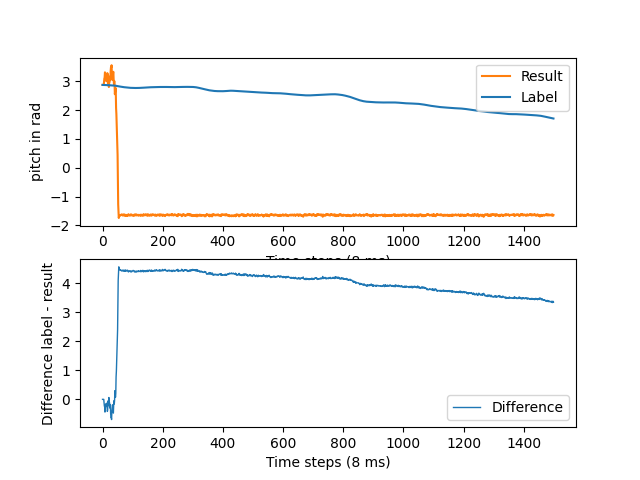 pitch in rad
3
2
1
0
−1
−2
Result
Label
0 200 400 600 800 1000 1200 1400
Time steps (8 ms)
Difference label - result
4
3
2
1
0
Difference
0 200 400 600 800 1000 1200 1400
Time steps (8 ms)